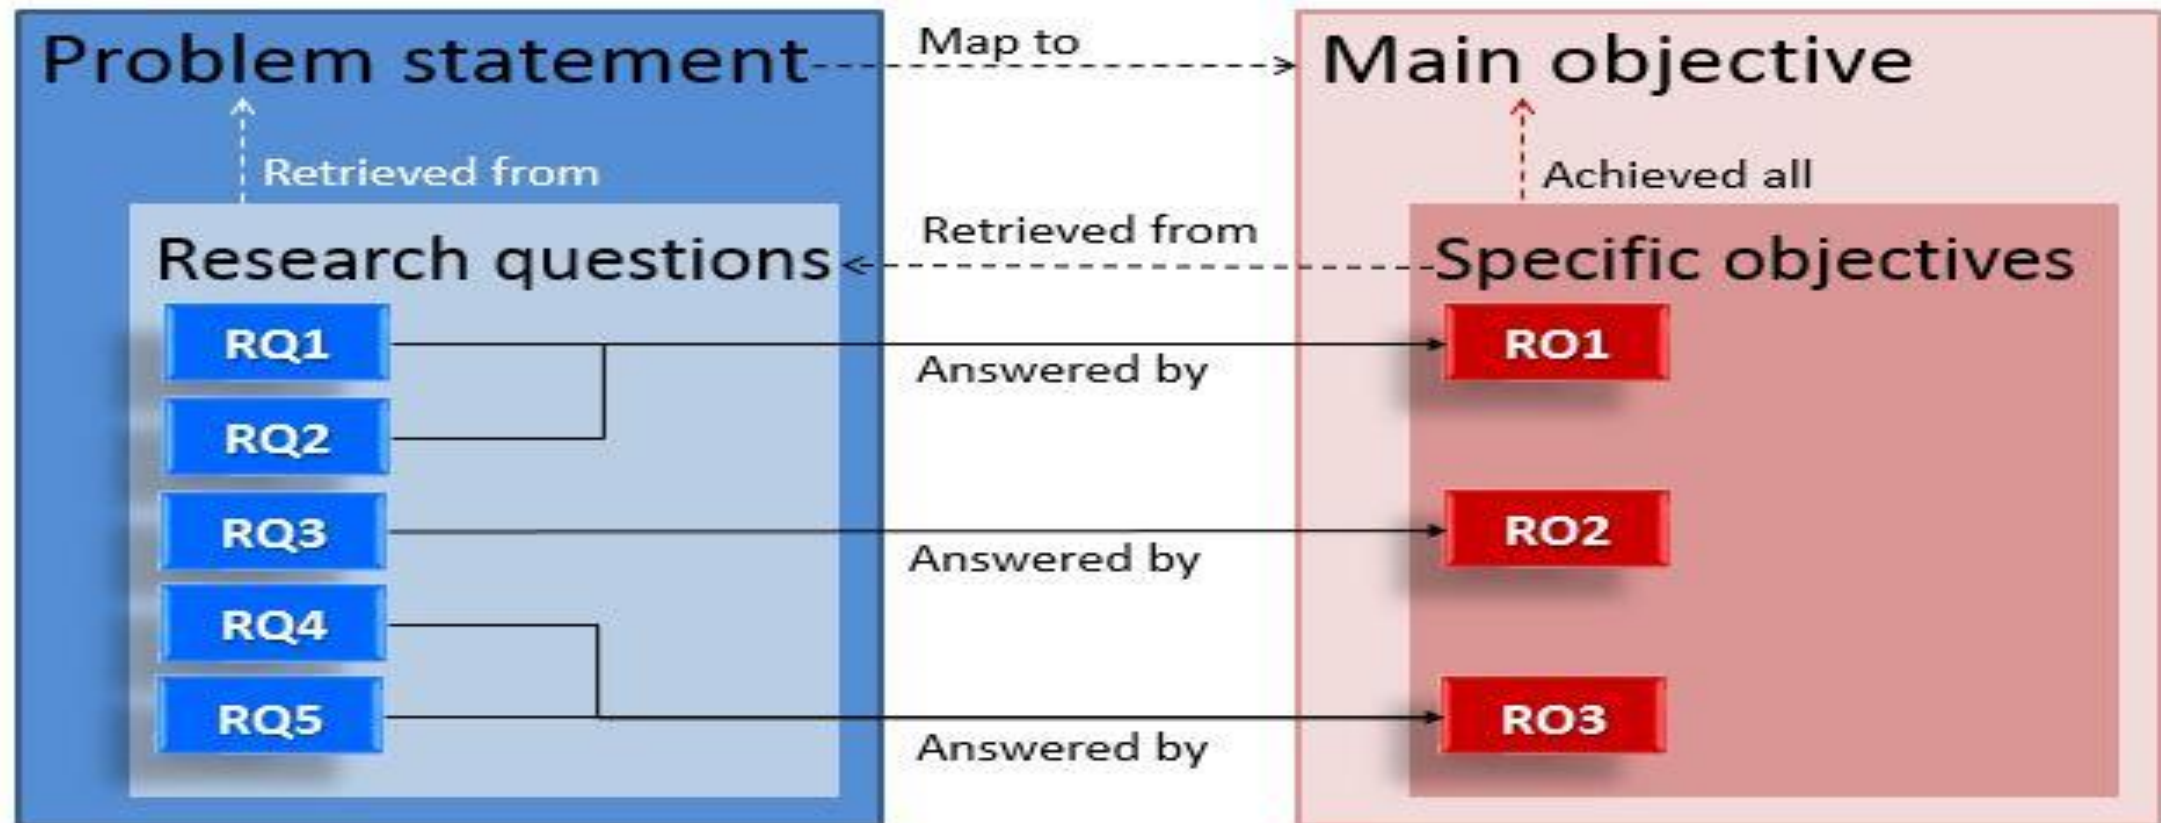 Problem statement
Map to
Main objective
Retrieved from
Achieved all
Research questions
Retrieved from
Specific objectives
RQ1
Answered by
RO1
RQ2
RQ3
Answered by
RO2
RQ4
RQ5
Answered by
RO3